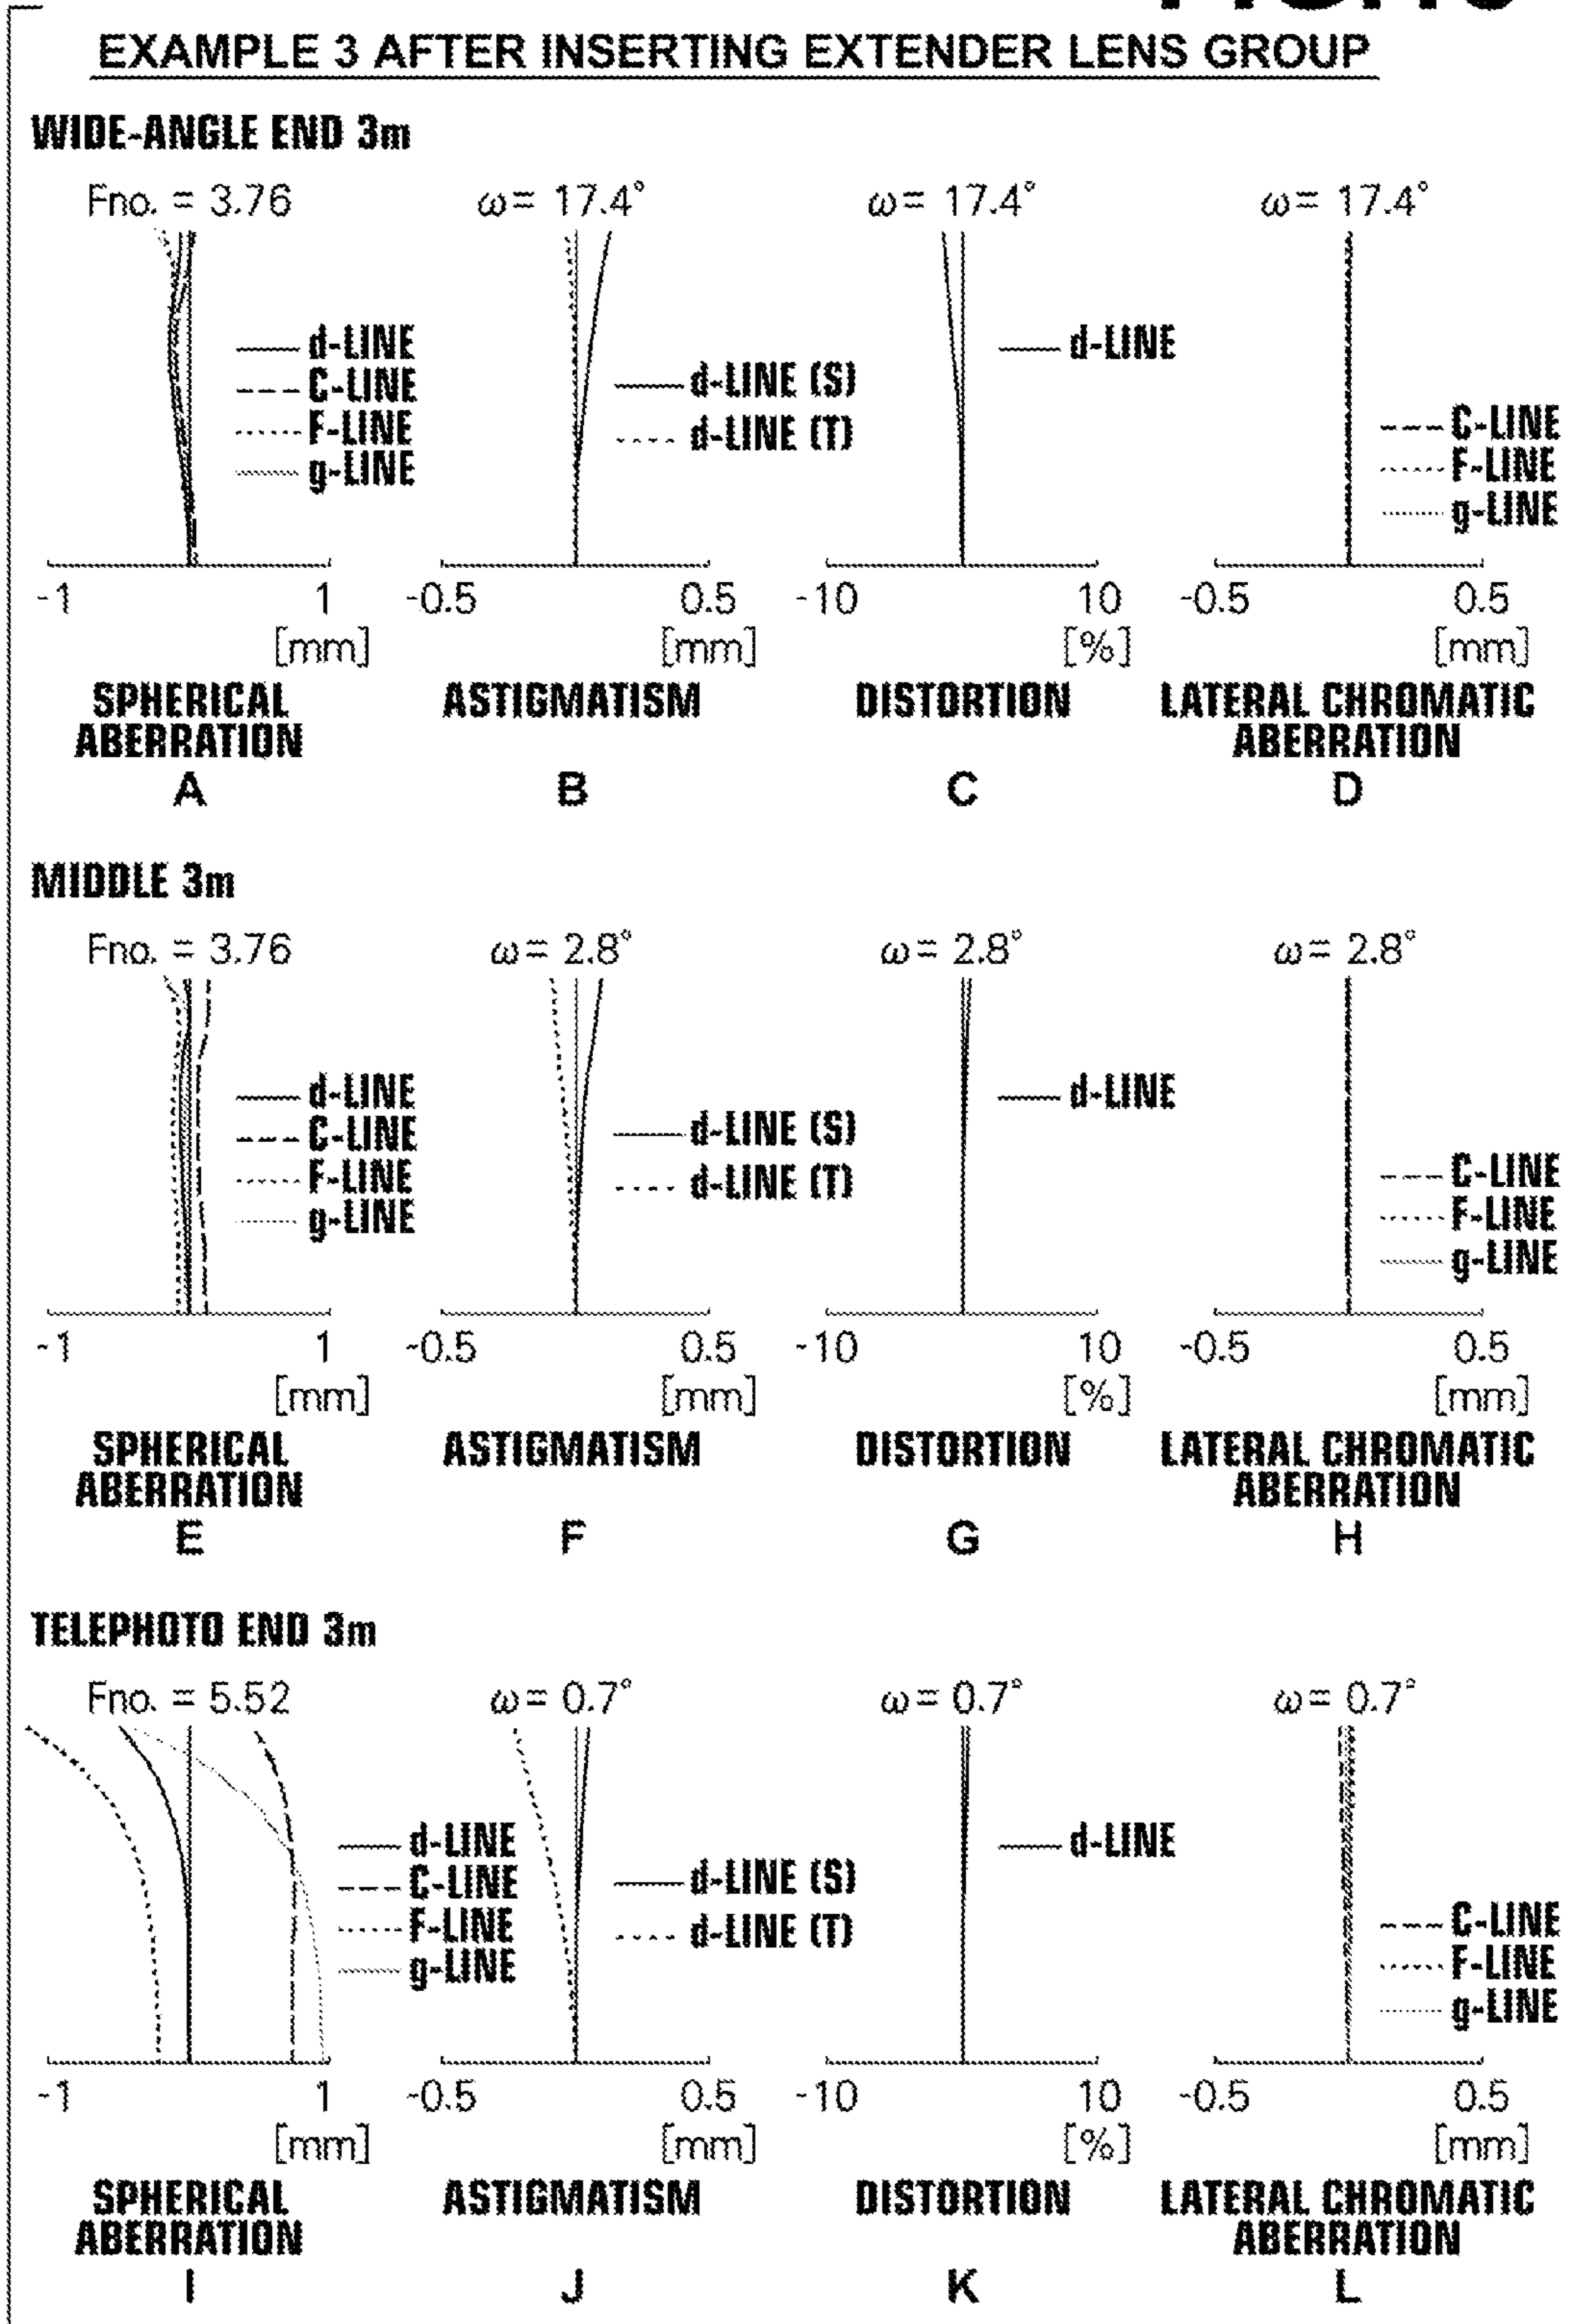 EXAMPLE 3 AFTER INSERTING EXTENDER LENS GROUP
WIDE-ANGLE END 3m
Fno. = 3.76
ω= 17.4°
ω= 17.4°
ω= 17.4°
d-LINE
C-LINE
F-LINE
g-LINE
d-LINE (S)
d-LINE (T)
d-LINE
C-LINE
F-LINE
g-LINE
-1 1
[mm]
-0.5 0.5
[mm]
-10 10
[%]
-0.5 0.5
[mm]
SPHERICAL
ABERRATION
A
ASTIGMATISM
B
DISTORTION
C
LATERAL CHROMATIC
ABERRATION
D
MIDDLE 3m
Fno. = 3.76
ω= 2.8°
ω= 2.8°
ω= 2.8°
d-LINE
C-LINE
F-LINE
g-LINE
d-LINE (S)
d-LINE (T)
d-LINE
C-LINE
F-LINE
g-LINE
-1 1
[mm]
-0.5 0.5
[mm]
-10 10
[%]
-0.5 0.5
[mm]
SPHERICAL
ABERRATION
E
ASTIGMATISM
F
DISTORTION
G
LATERAL CHROMATIC
ABERRATION
H
TELEPHOTO END 3m
Fno. = 5.52
ω= 0.7°
ω= 0.7°
ω= 0.7°
d-LINE
C-LINE
F-LINE
g-LINE
d-LINE (S)
d-LINE (T)
d-LINE
C-LINE
F-LINE
g-LINE
-1 1
[mm]
-0.5 0.5
[mm]
-10 10
[%]
-0.5 0.5
[mm]
SPHERICAL
ABERRATION
I
ASTIGMATISM
J
DISTORTION
K
LATERAL CHROMATIC
ABERRATION
L